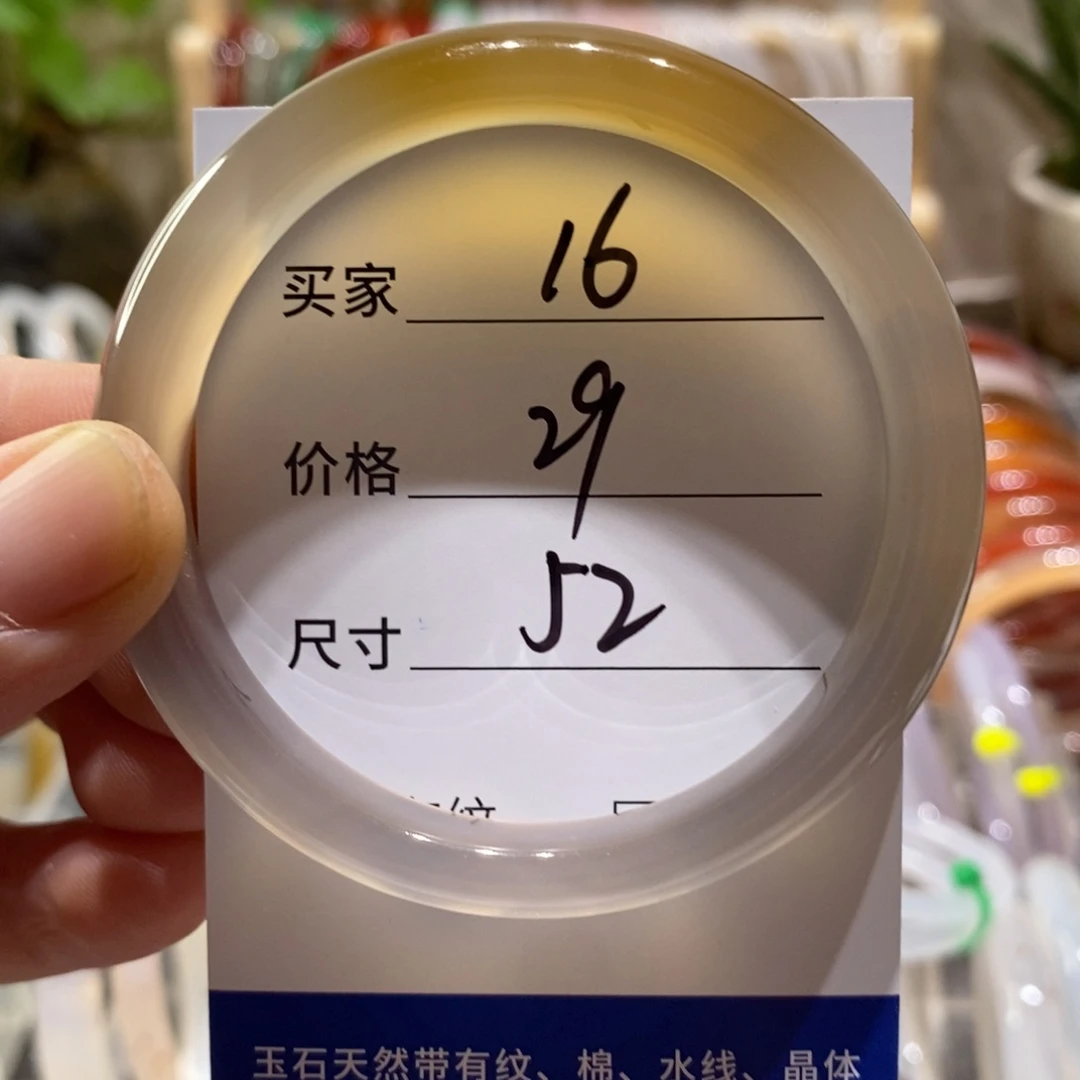 买家 16
价格 29
尺寸 52
纹
玉石天然带有纹、棉、水线、晶体